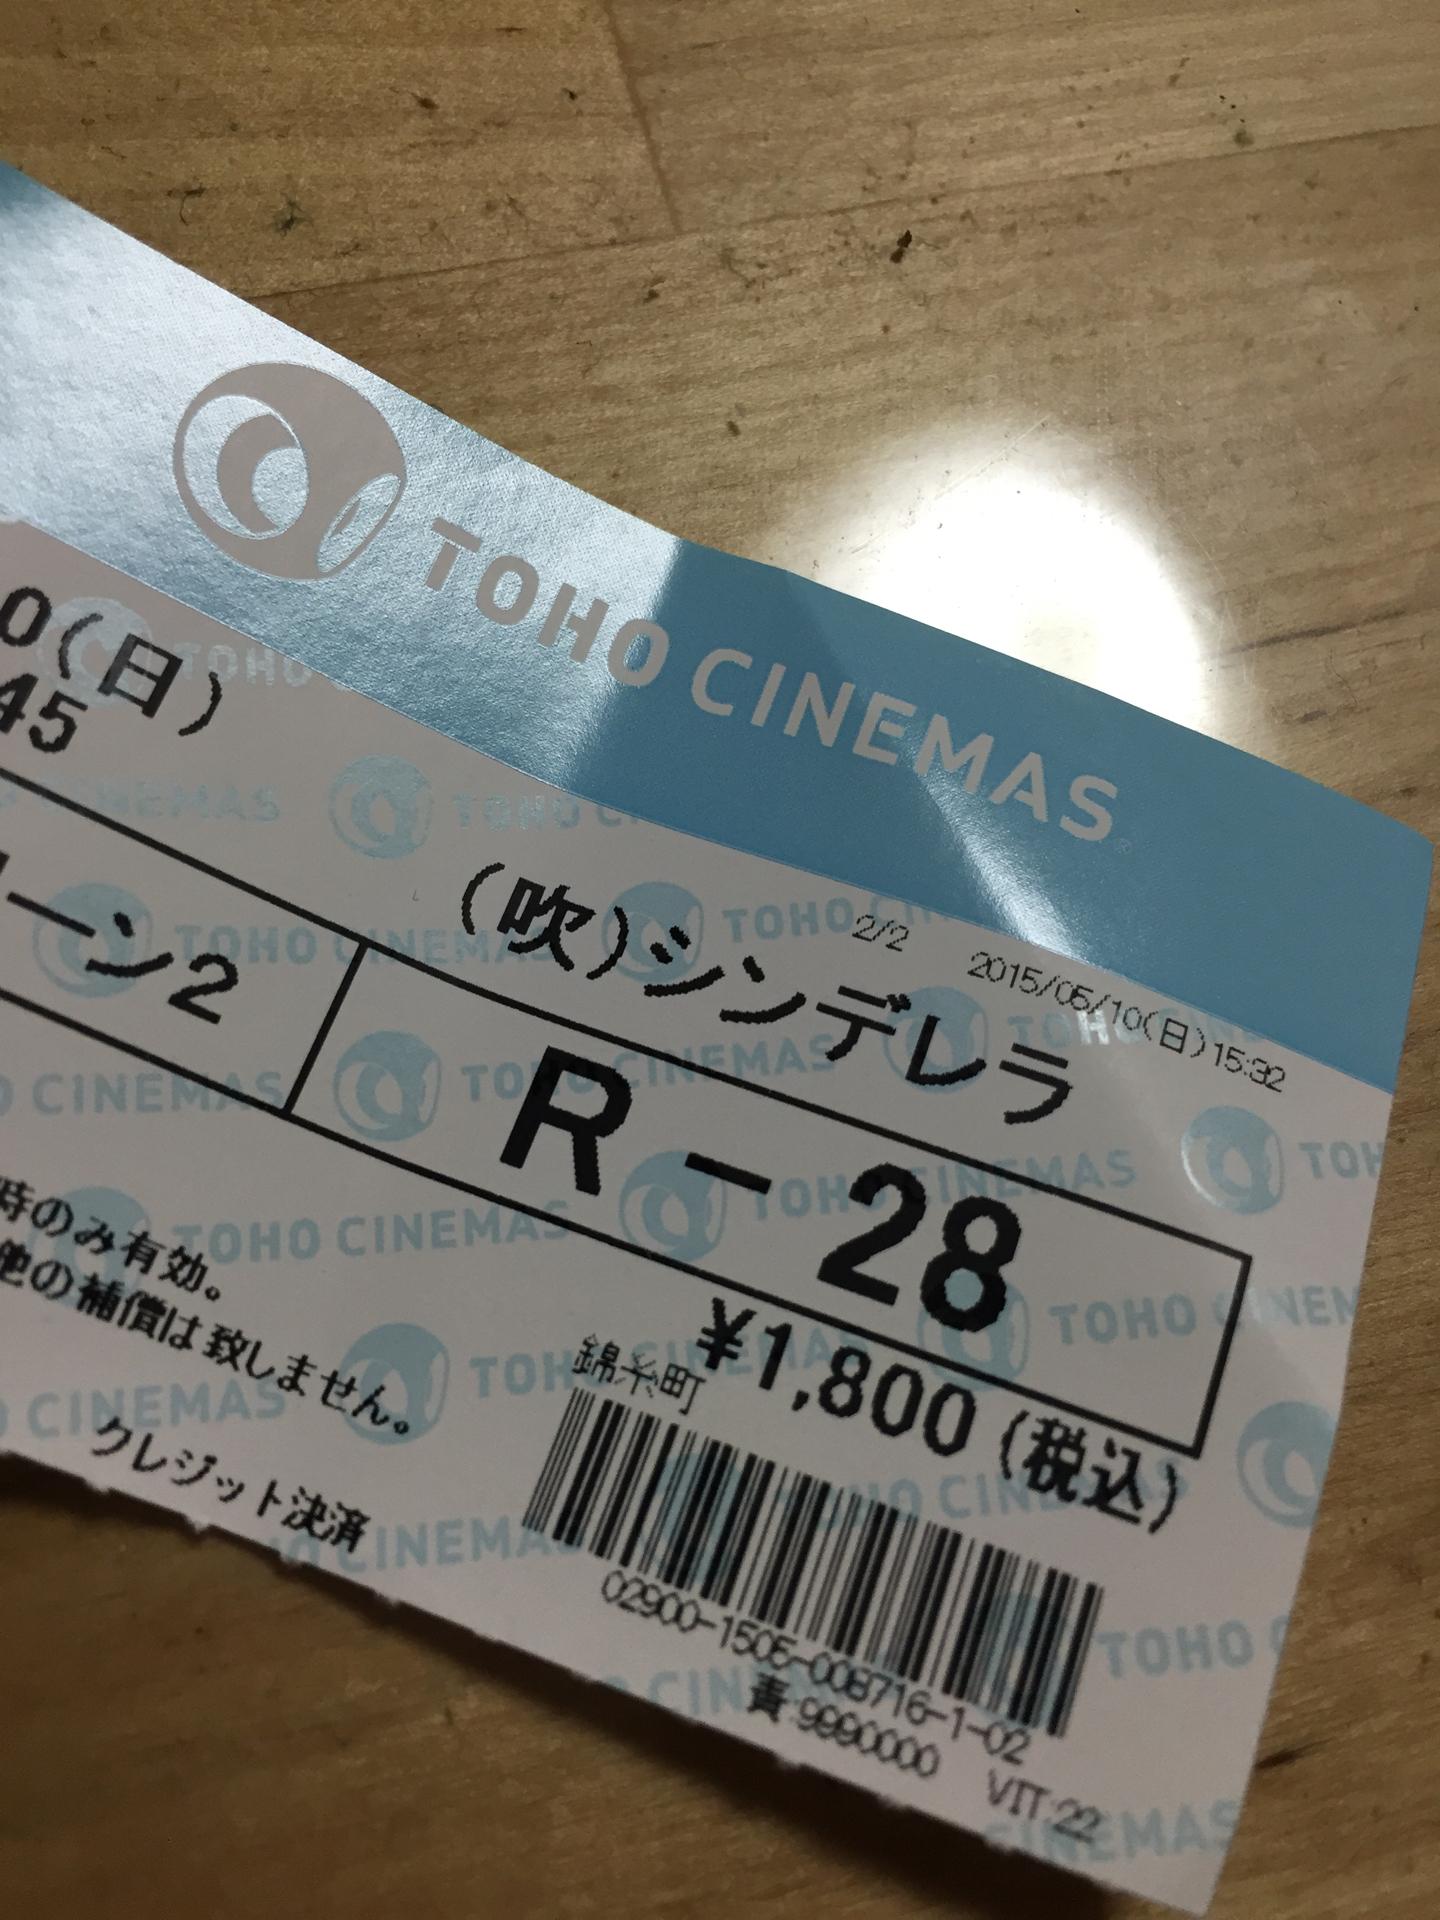 TOHO CINEMAS
2/2 2015/05/10(日)15:32
0(日)
45
(吹)シンデレラ
リーン2
R-28
¥1,800(税込)
時のみ有効。
他の補償は致しません。
クレジット決済
錦糸町
02900-1505-008716-1-02
責:9990000
VIT:22